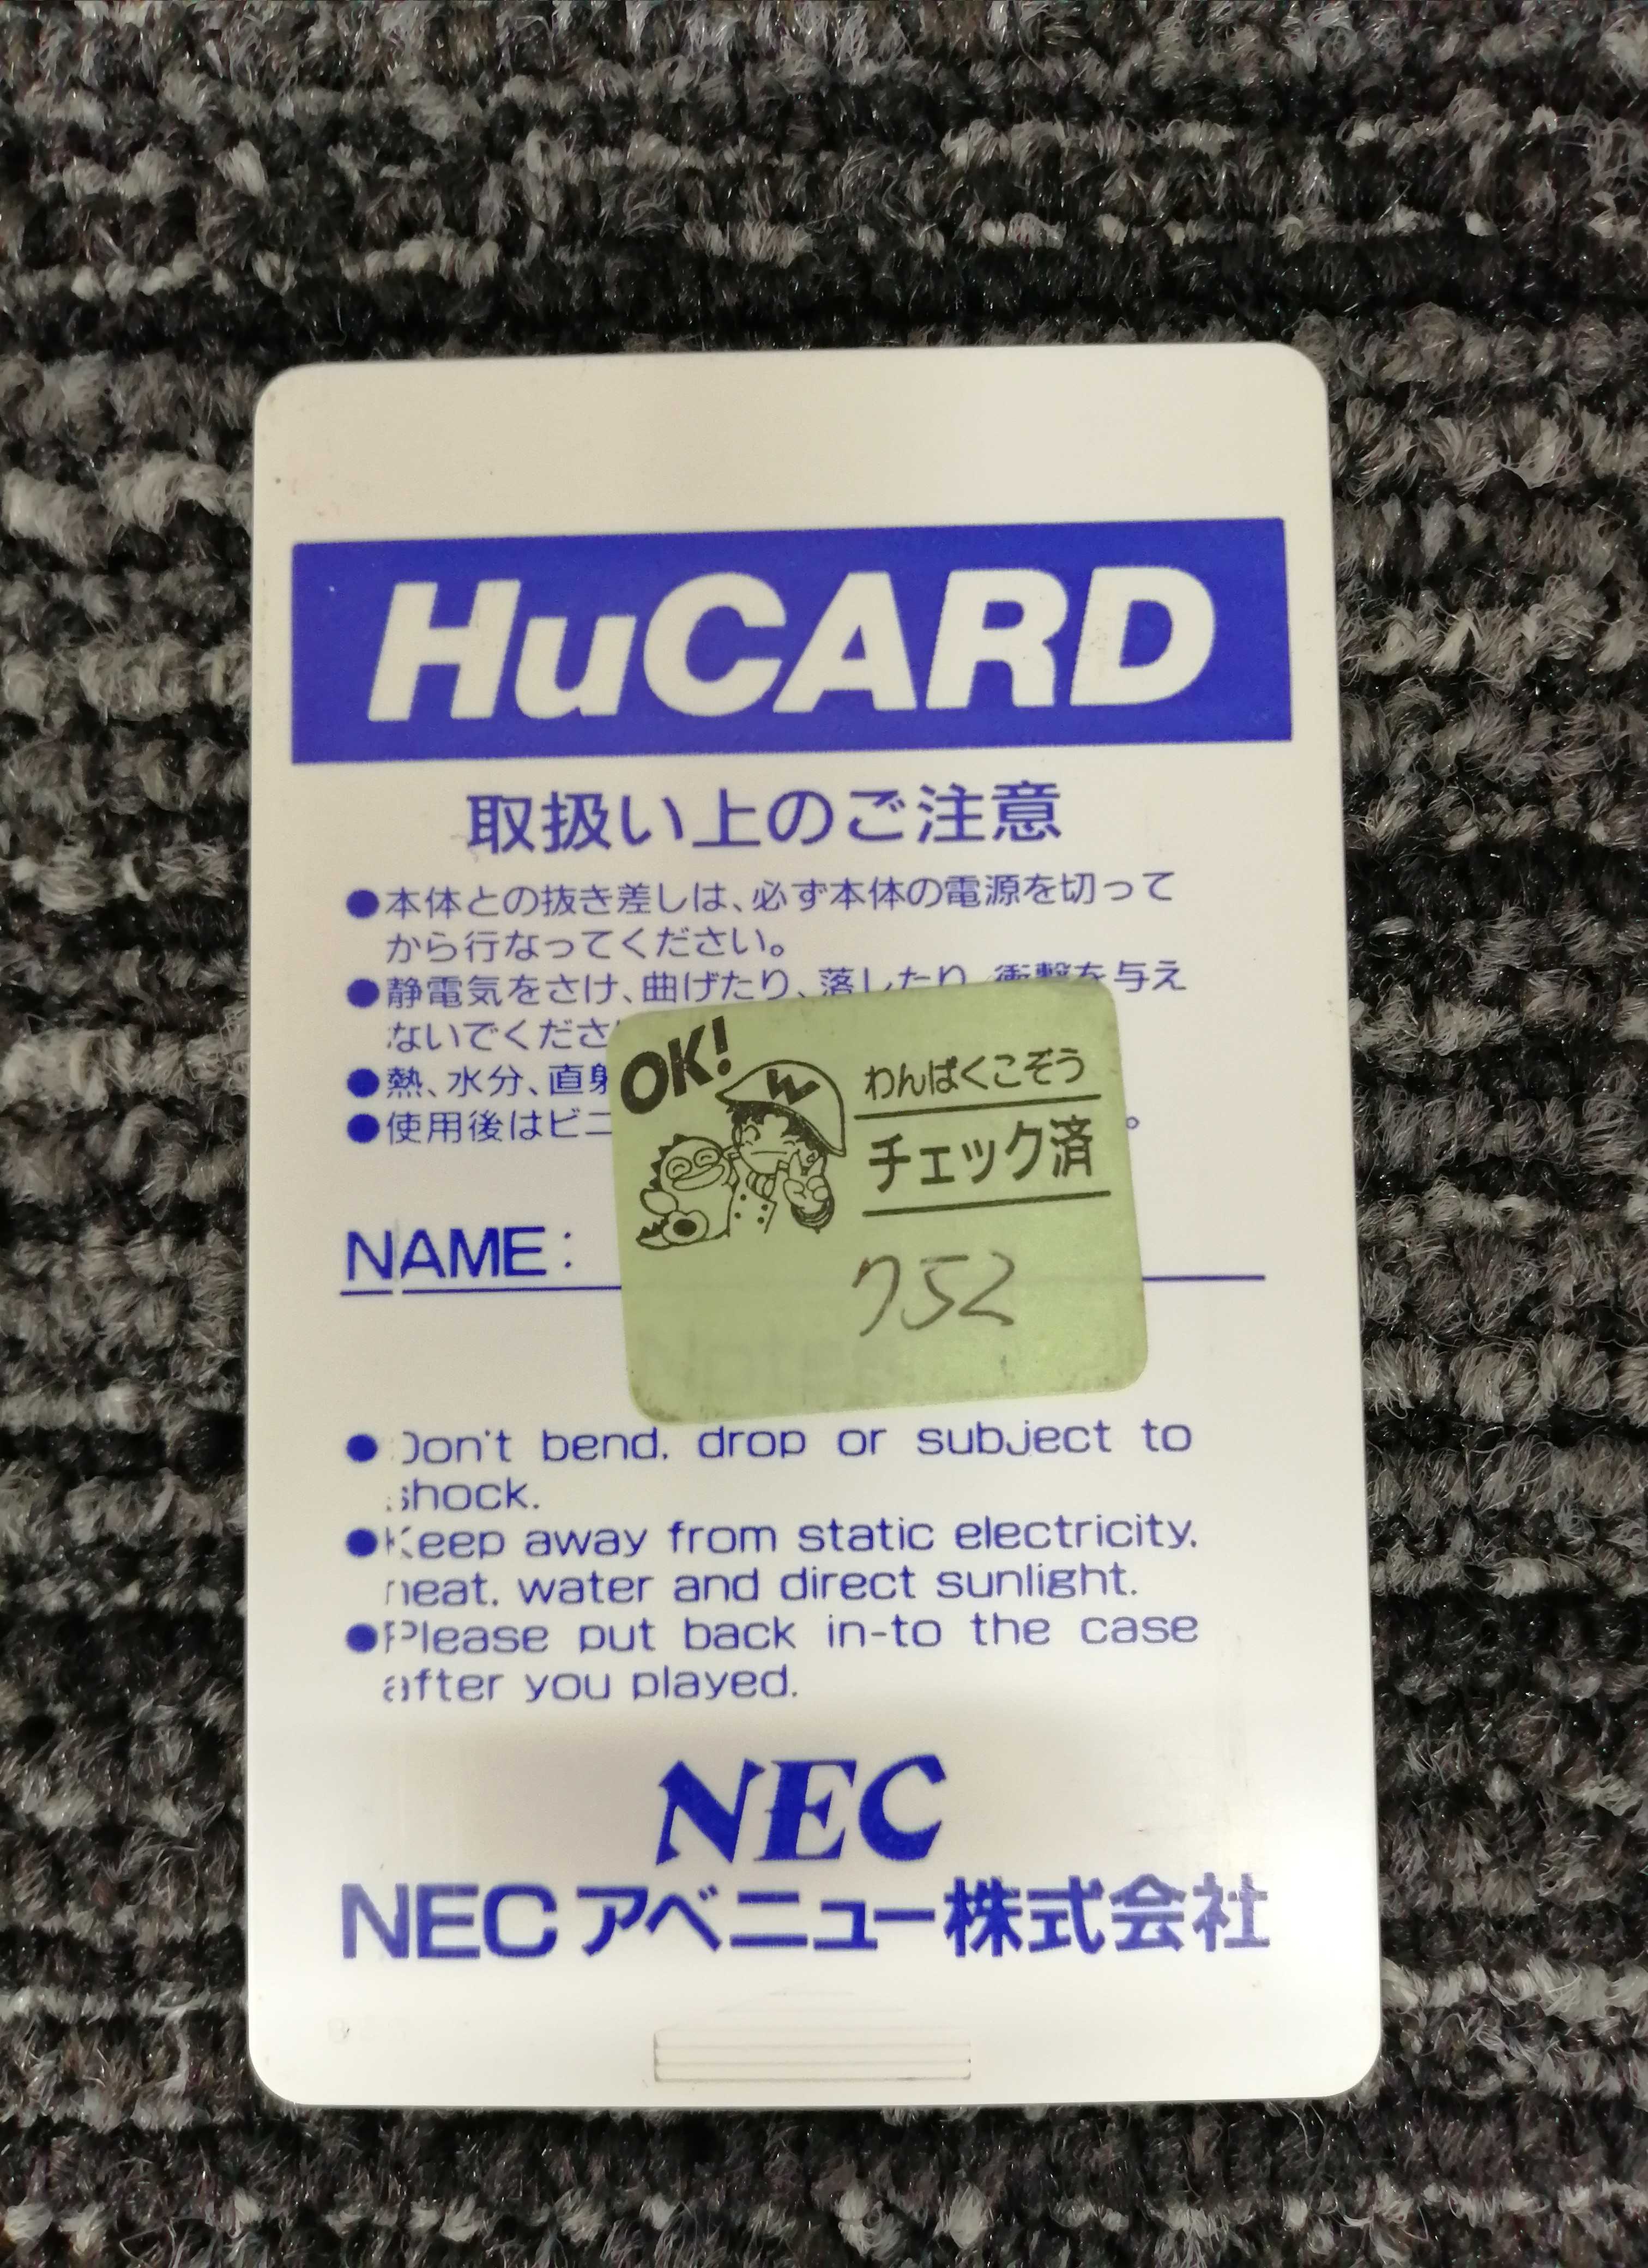 HuCARD
取扱い上のご注意
●本体との抜き差しは、必ず本体の電源を切って
から行なってください。
●静電気をさけ、曲げたり、落したり、衝撃を与え
ないでくださ
●熱、水分、直射
●使用後はビニ
。
OK!
W
わんぱくこぞう
チェック済
752
NAME:
● Don't bend, drop or subject to
shock.
●Keep away from static electricity,
heat, water and direct sunlight.
●Please put back in-to the case
after you played.
NEC
NECアベニュー株式会社